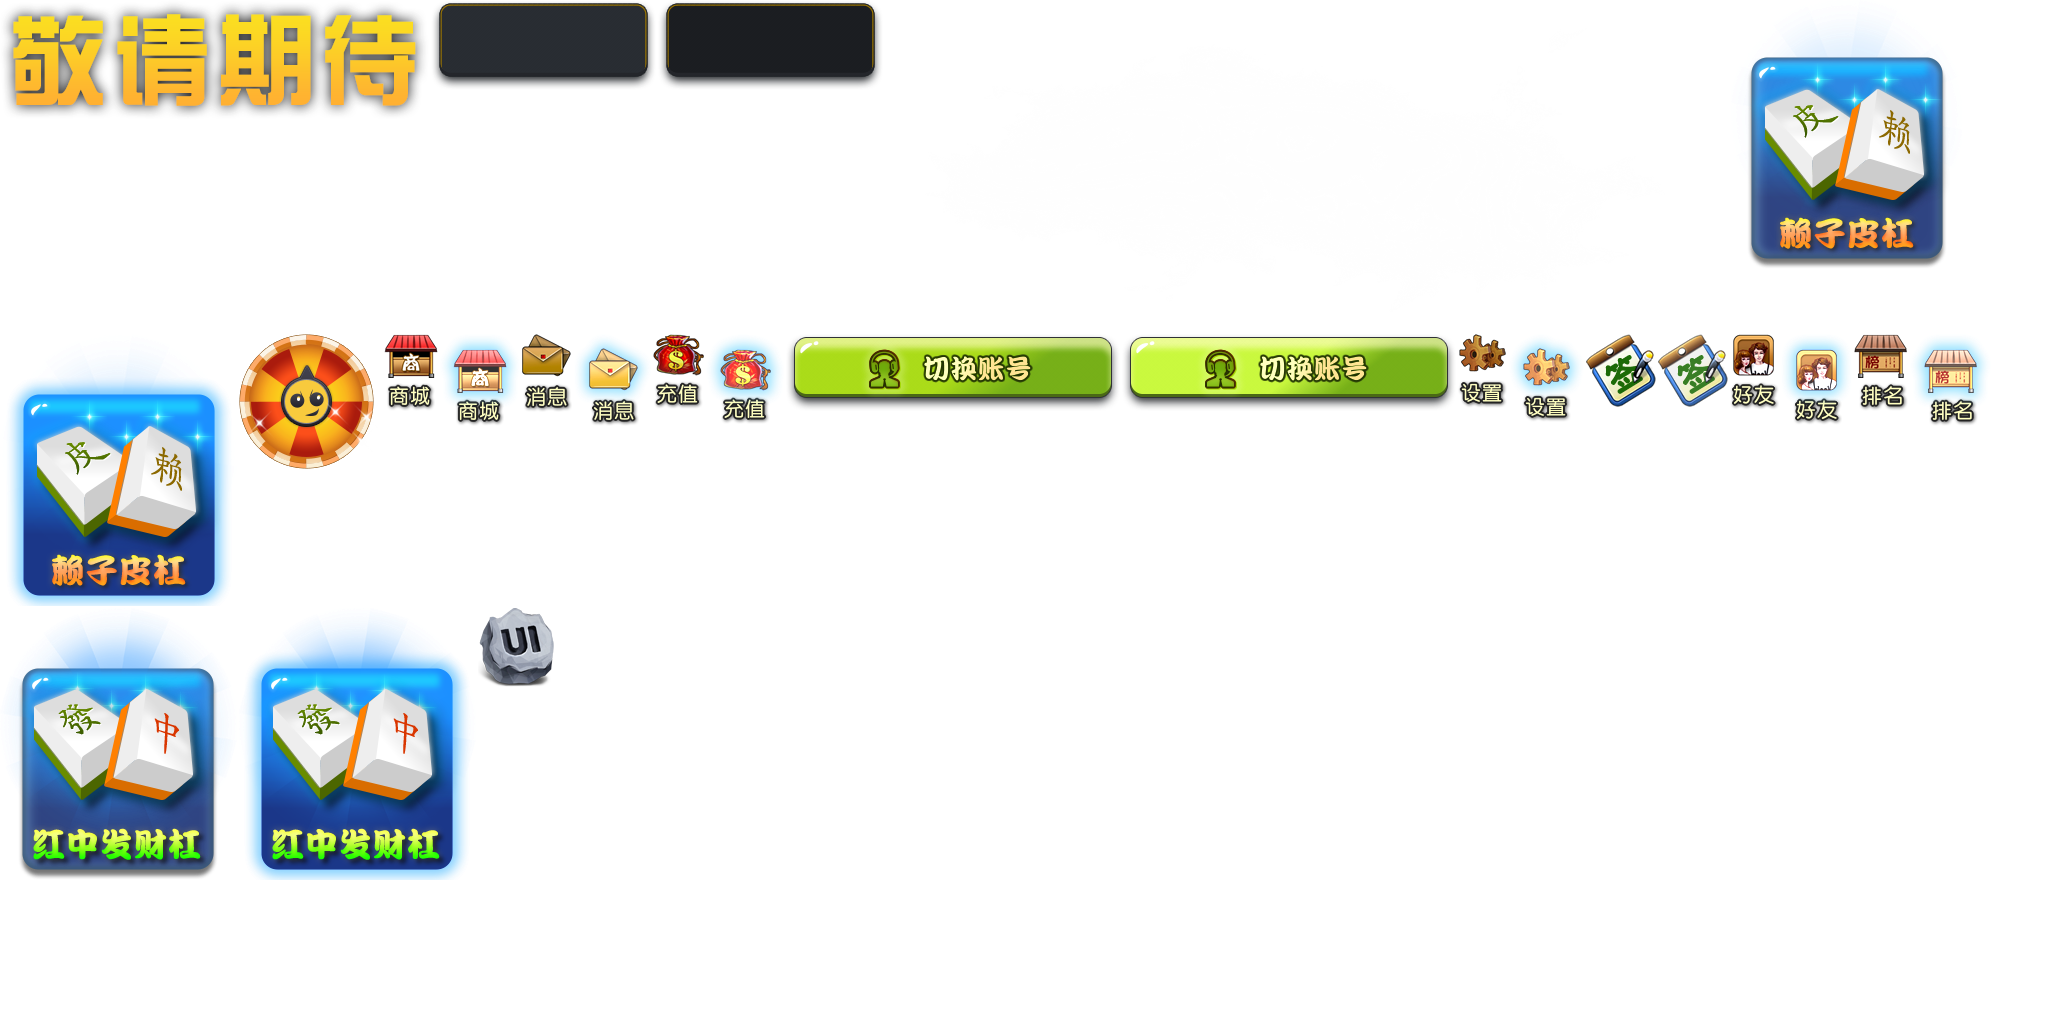 敬请期待
皮
赖
赖子皮杠
商
商城
商
商城
消息
消息
充值
充值
切换账号
切换账号
设置
设置
签
签
好友
好友
榜
排名
榜
排名
皮
赖
赖子皮杠
UI
發
中
红中发财杠
發
中
红中发财杠